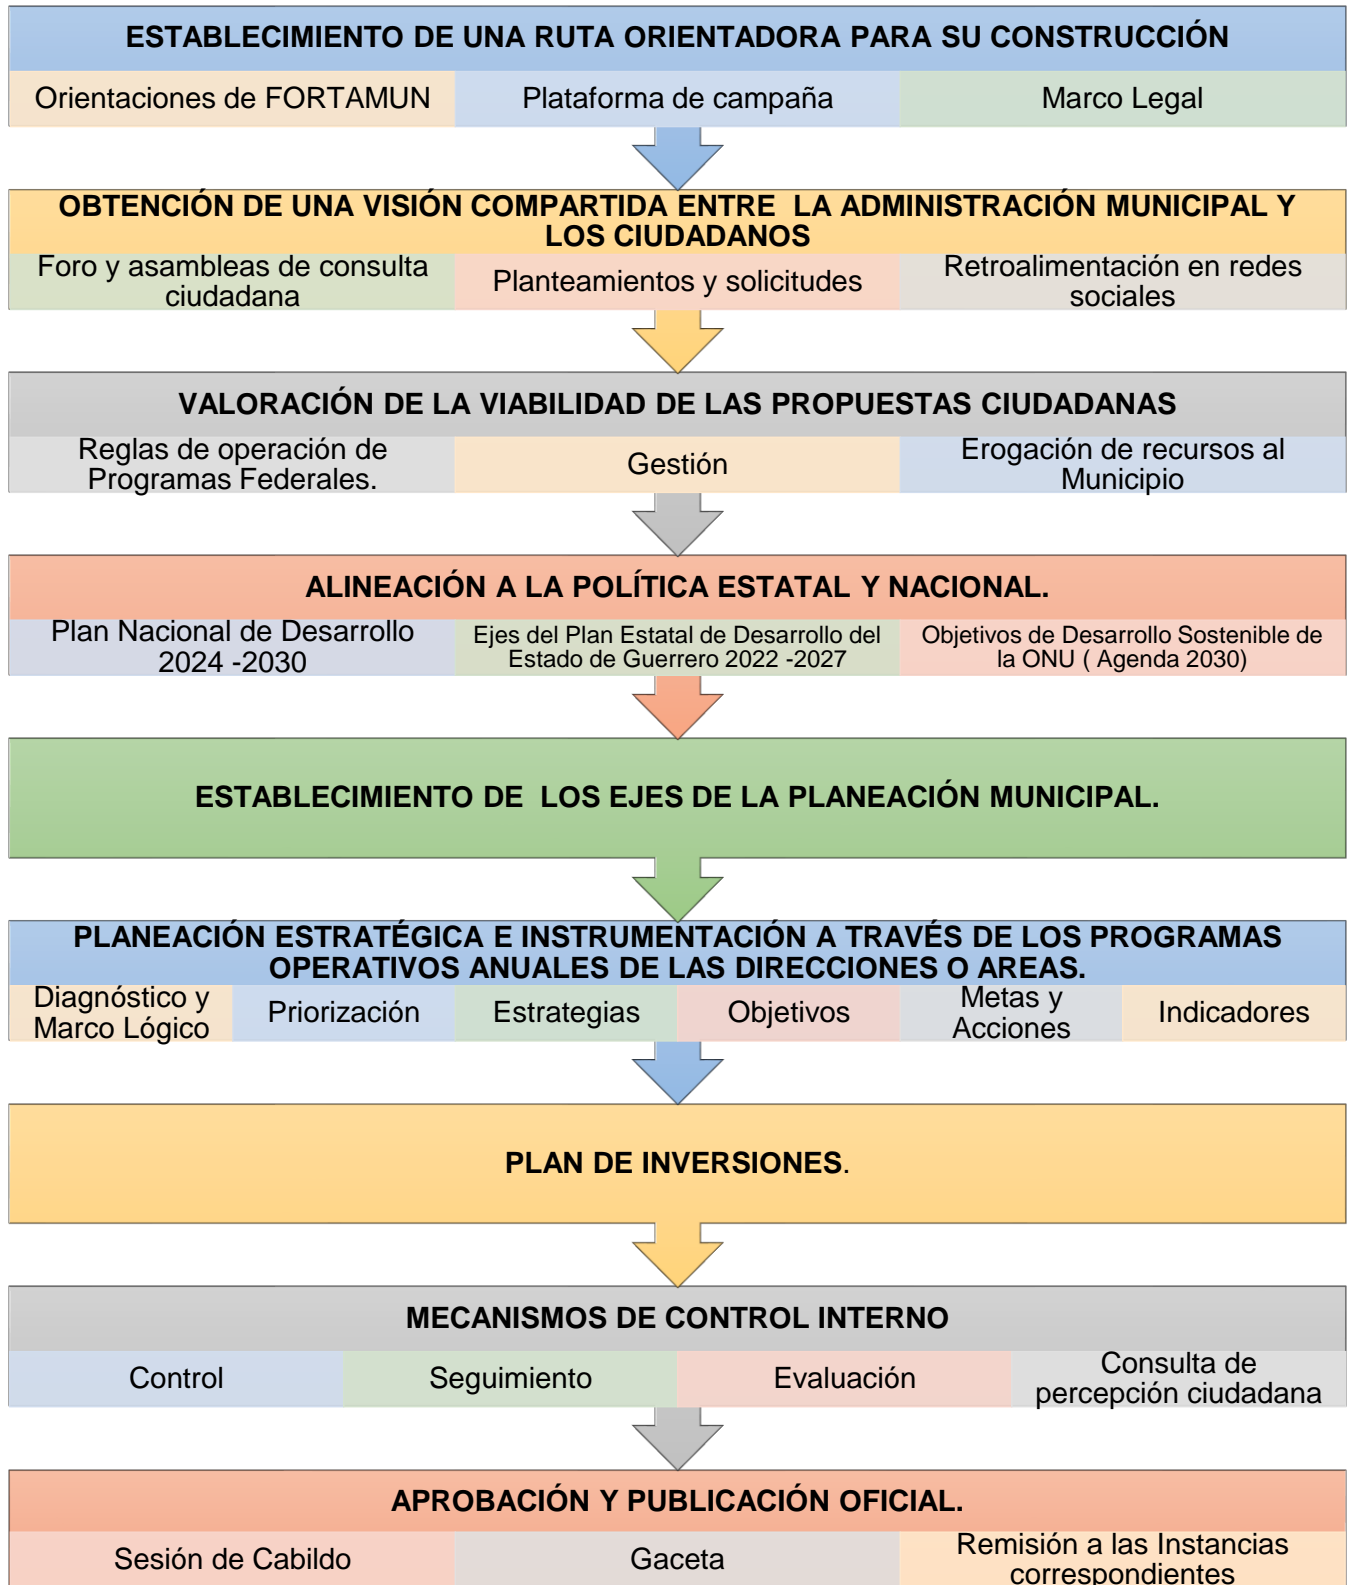 ESTABLECIMIENTO DE UNA RUTA ORIENTADORA PARA SU CONSTRUCCIÓN
Orientaciones de FORTAMUN
Plataforma de campaña
Marco Legal
OBTENCIÓN DE UNA VISIÓN COMPARTIDA ENTRE LA ADMINISTRACIÓN MUNICIPAL Y
LOS CIUDADANOS
Foro y asambleas de consulta
ciudadana
Planteamientos y solicitudes
Retroalimentación en redes
sociales
VALORACIÓN DE LA VIABILIDAD DE LAS PROPUESTAS CIUDADANAS
Reglas de operación de
Programas Federales.
Gestión
Erogación de recursos al
Municipio
ALINEACIÓN A LA POLÍTICA ESTATAL Y NACIONAL.
Plan Nacional de Desarrollo
2024 -2030
Ejes del Plan Estatal de Desarrollo del
Estado de Guerrero 2022 -2027
Objetivos de Desarrollo Sostenible de
la ONU ( Agenda 2030)
ESTABLECIMIENTO DE LOS EJES DE LA PLANEACIÓN MUNICIPAL.
PLANEACIÓN ESTRATÉGICA E INSTRUMENTACIÓN A TRAVÉS DE LOS PROGRAMAS
OPERATIVOS ANUALES DE LAS DIRECCIONES O AREAS.
Diagnóstico y
Marco Lógico
Priorización
Estrategias
Objetivos
Metas y
Acciones
Indicadores
PLAN DE INVERSIONES.
MECANISMOS DE CONTROL INTERNO
Control
Seguimiento
Evaluación
Consulta de
percepción ciudadana
APROBACIÓN Y PUBLICACIÓN OFICIAL.
Sesión de Cabildo
Gaceta
Remisión a las Instancias
correspondientes